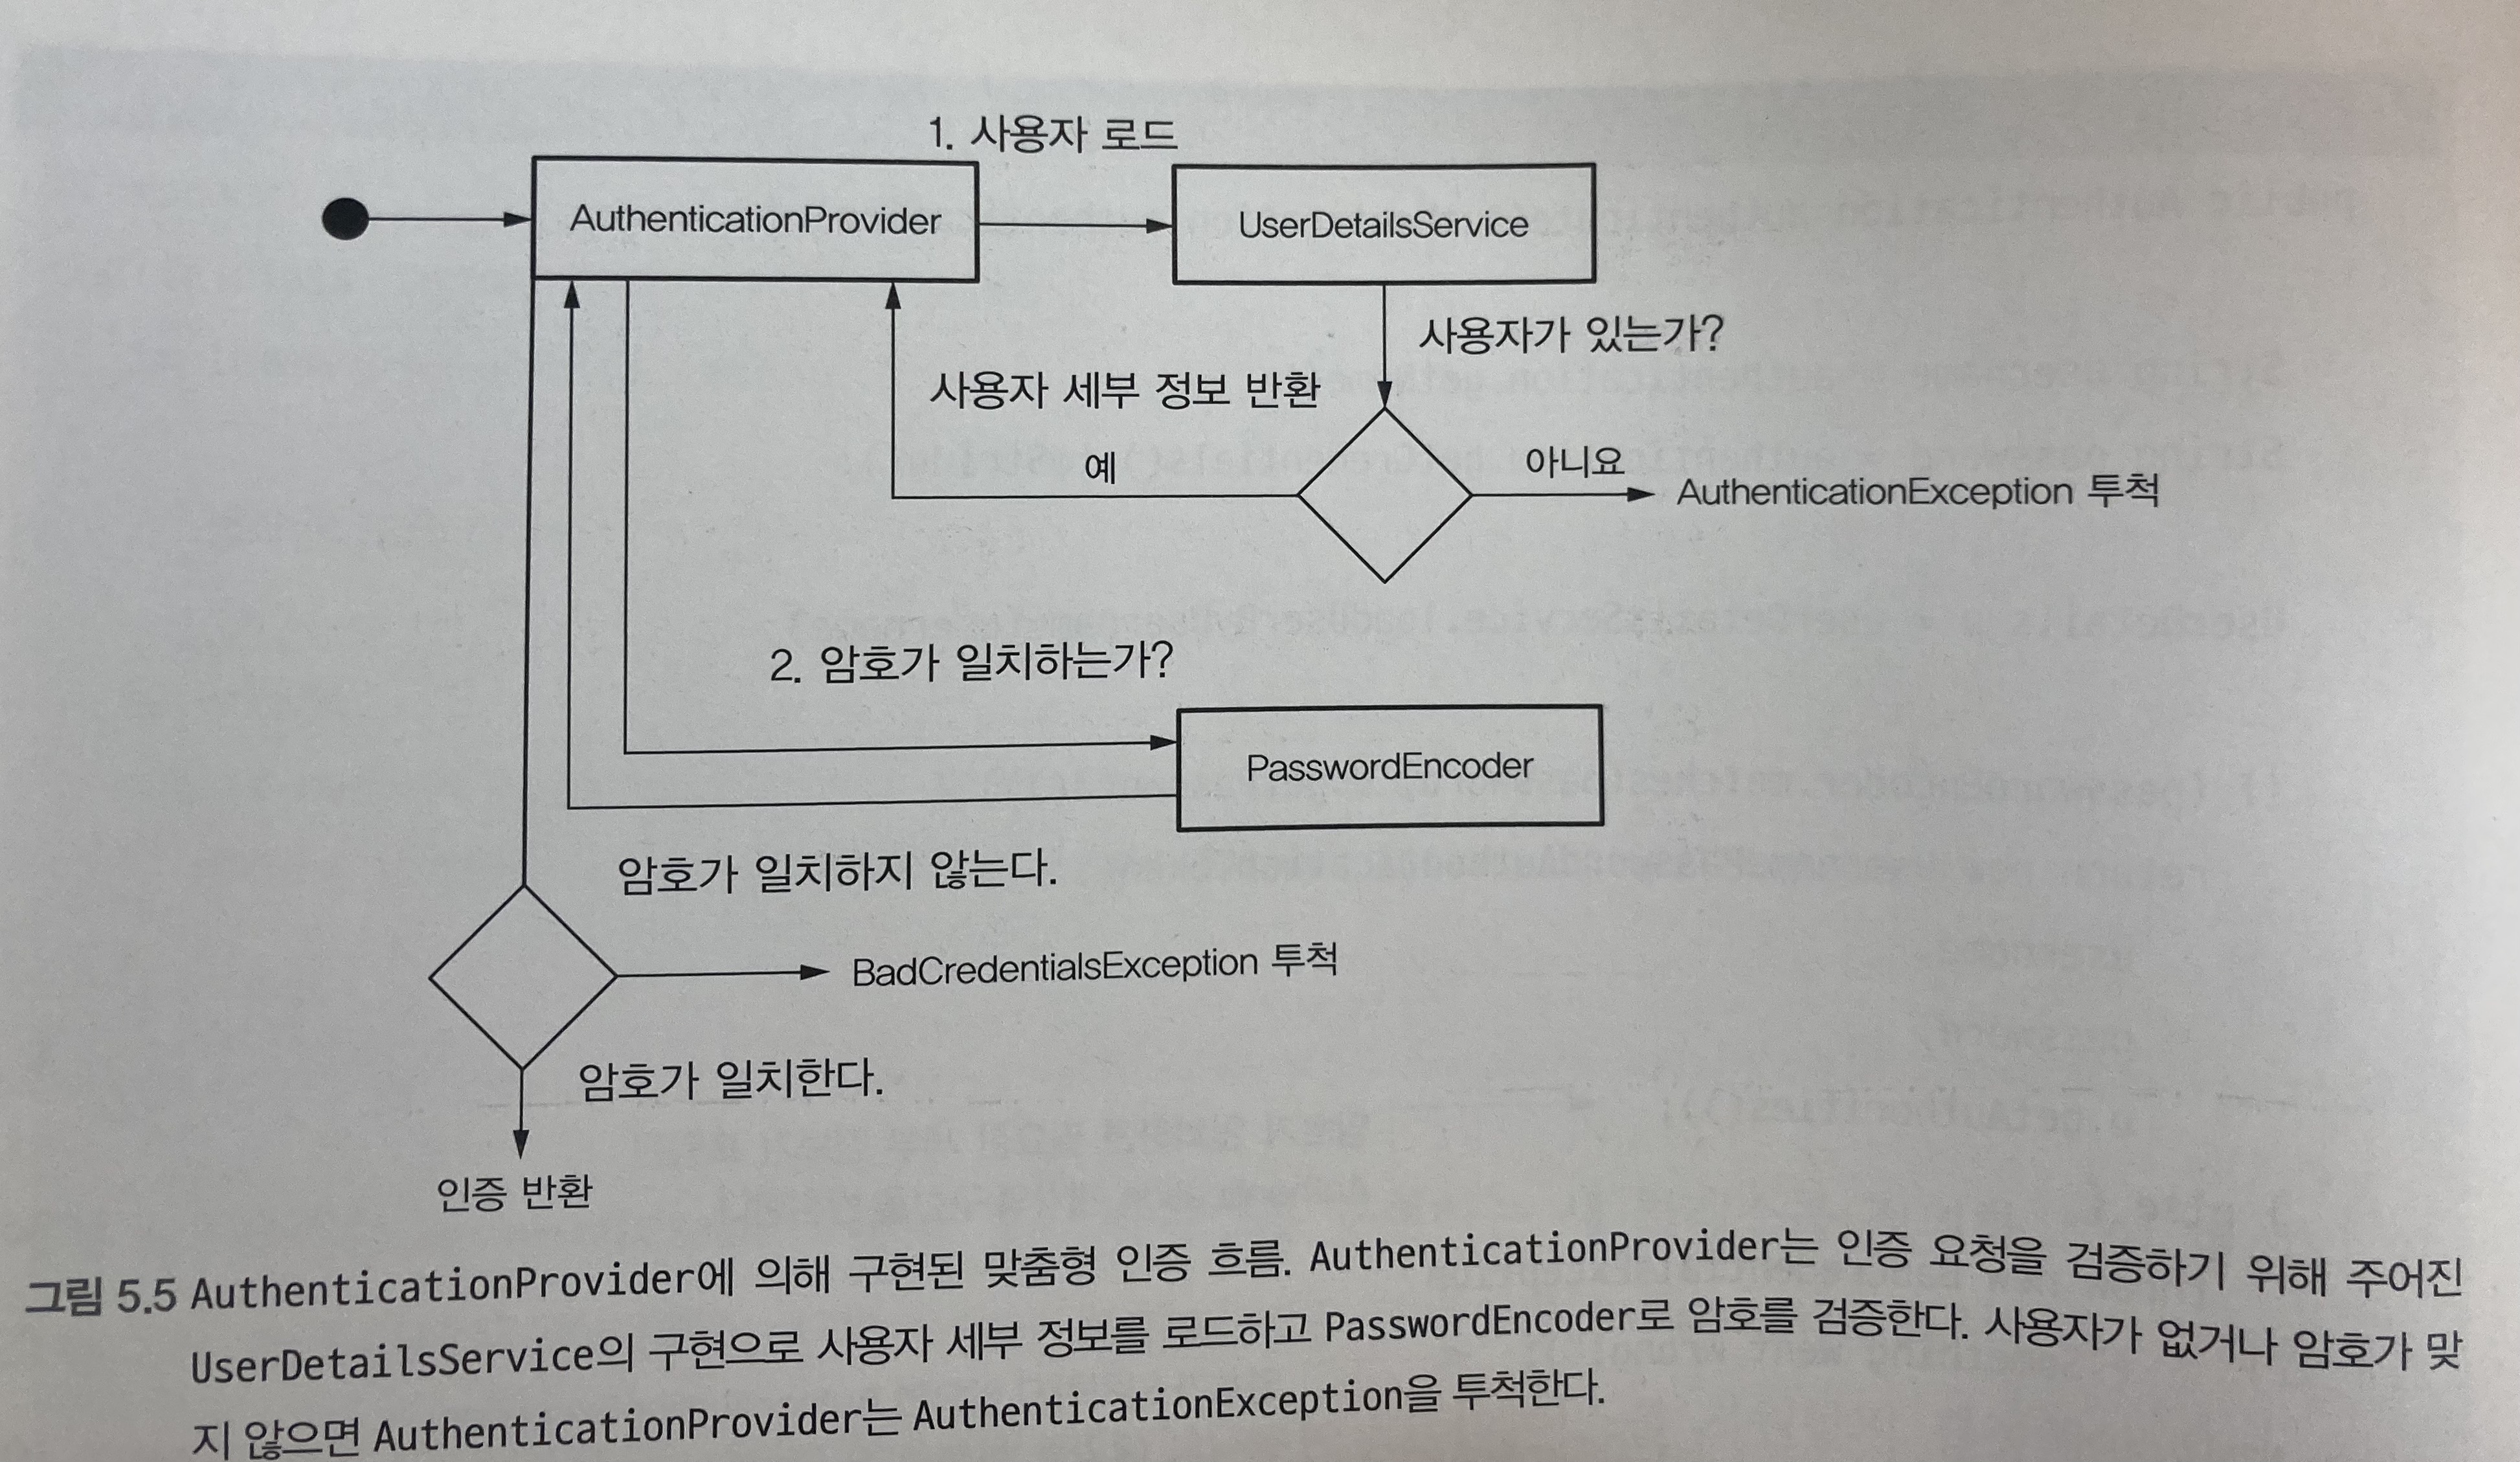 1. 사용자 로드
AuthenticationProvider
UserDetailsService
사용자가 있는가?
사용자 세부 정보 반환
예
아니요
AuthenticationException 투척
2. 암호가 일치하는가?
PasswordEncoder
암호가 일치하지 않는다.
BadCredentialsException 투척
암호가 일치한다.
인증 반환
그림 5.5 AuthenticationProvider에 의해 구현된 맞춤형 인증 흐름. AuthenticationProvider는 인증 요청을 검증하기 위해 주어진
UserDetailsService의 구현으로 사용자 세부 정보를 로드하고 PasswordEncoder로 암호를 검증한다. 사용자가 없거나 암호가 맞
지 않으면 AuthenticationProvider는 AuthenticationException을 투척한다.